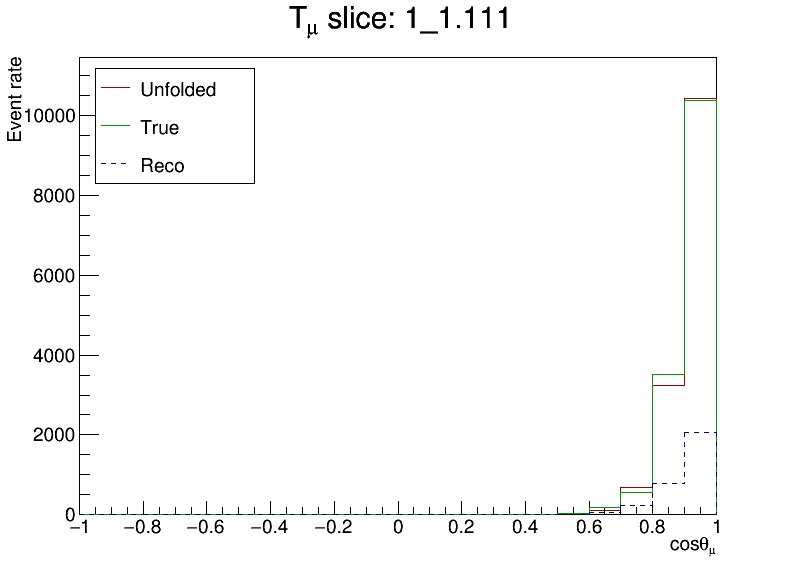 Tμ slice: 1_1.111
Event rate
Unfolded
True
Reco
10000
8000
6000
4000
2000
0
−1 −0.8 −0.6 −0.4 −0.2 0 0.2 0.4 0.6 0.8 1
cosθμ